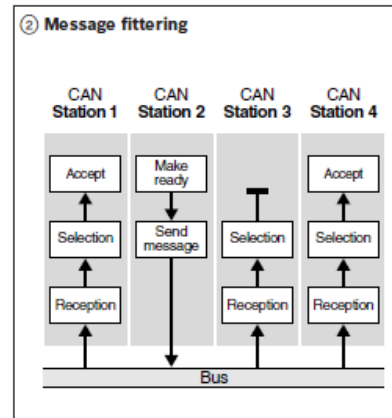 ② Message fittering
CAN Station 1
CAN Station 2
CAN Station 3
CAN Station 4
Accept
Make ready
Accept
Selection
Send message
Selection
Selection
Reception
Reception
Reception
Bus